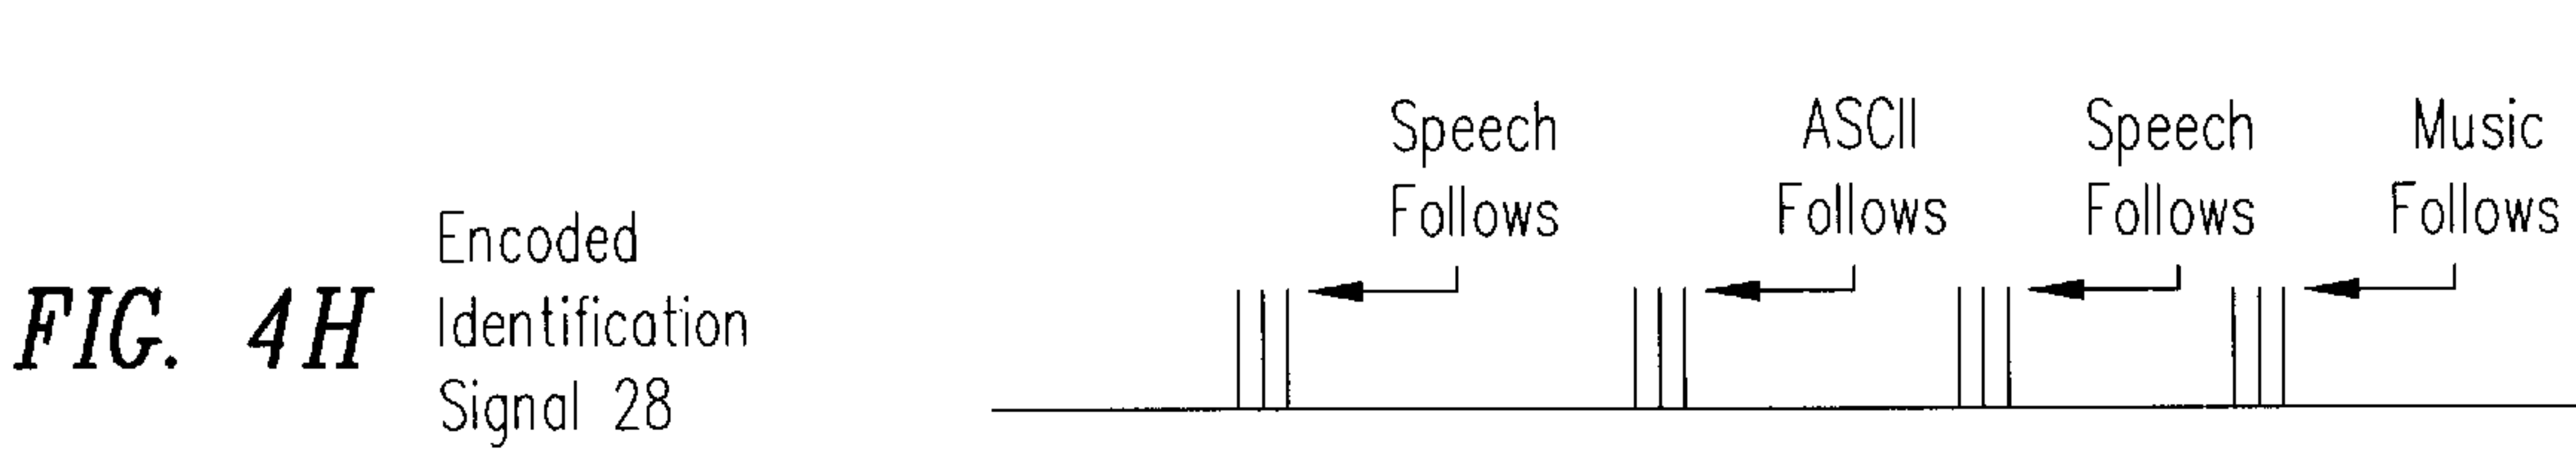 FIG. 4H
Encoded
Identification
Signal 28
Speech
Follows
ASCII
Follows
Speech
Follows
Music
Follows